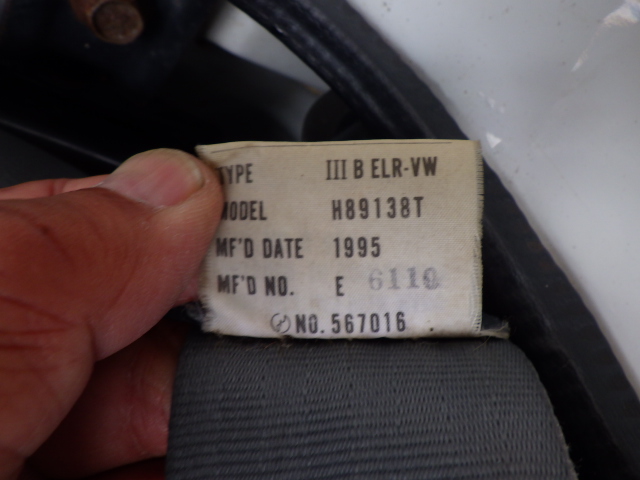 TYPE III B ELR-VW
MODEL H89138T
MF'D DATE 1995
MF'D NO. E 6110
NO. 567016